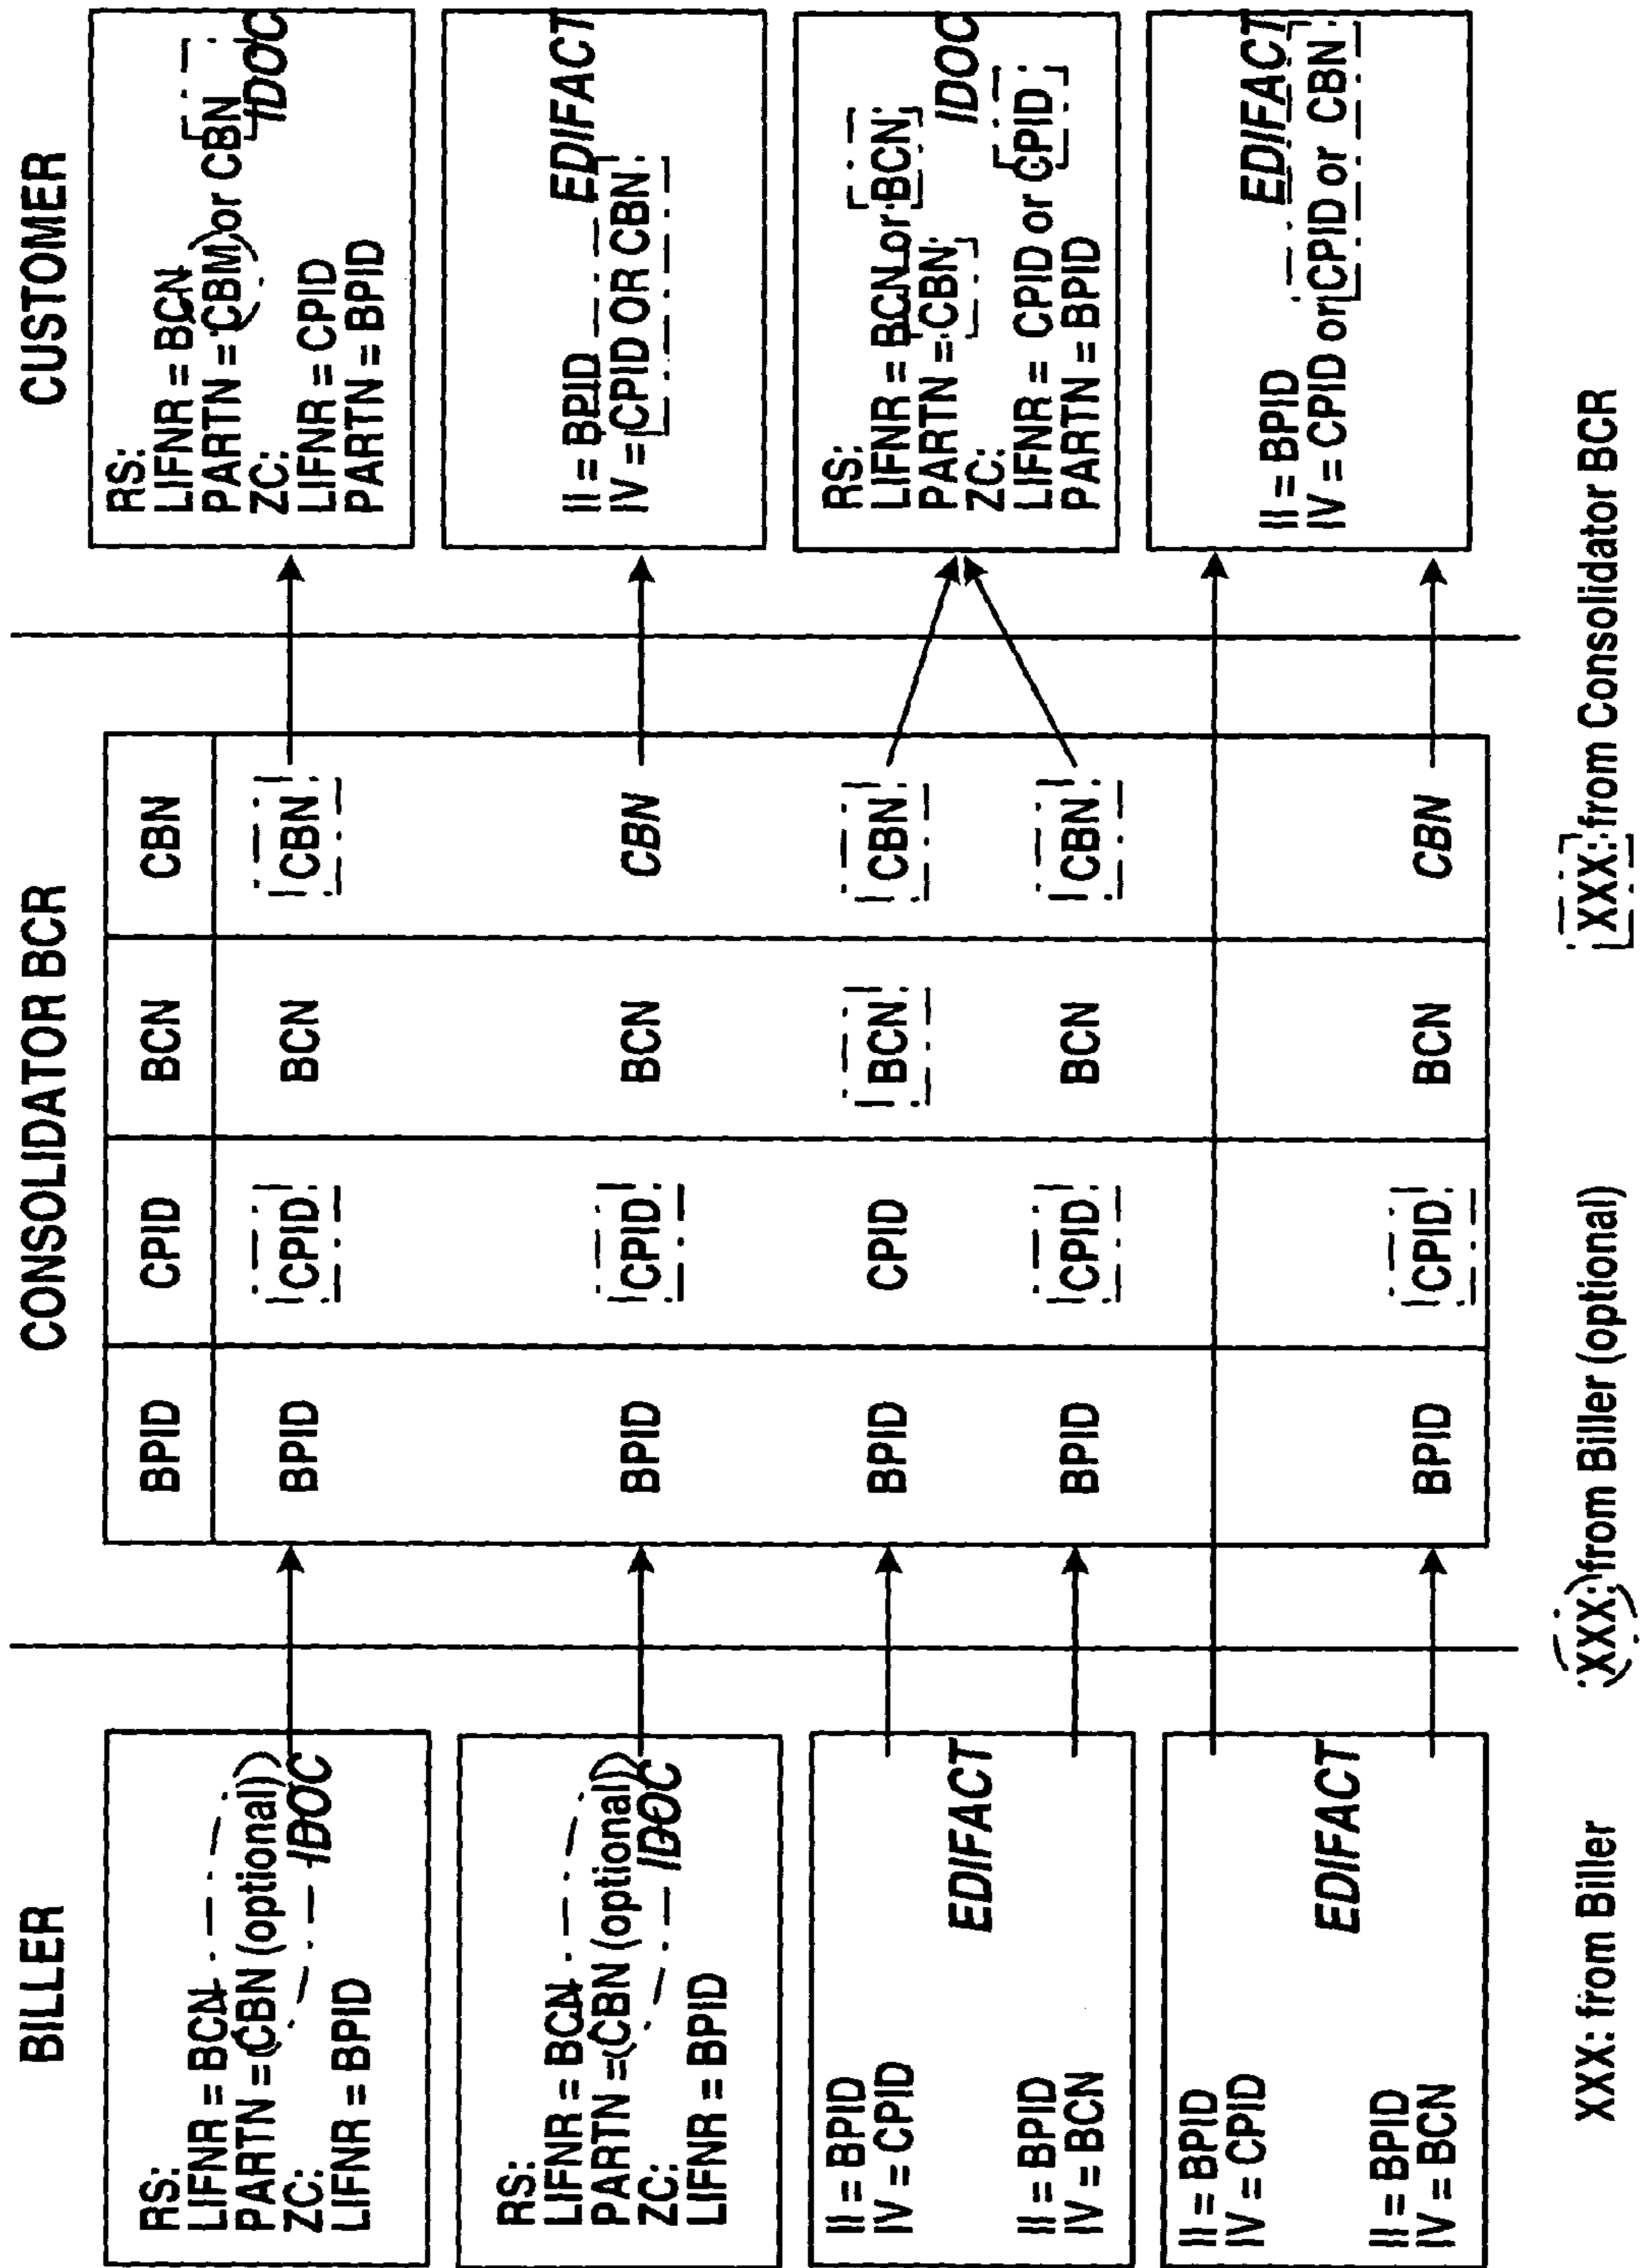 BILLER
RS:
LIFNR = BCN
PARTN = (CBN (optional))
ZC:
LIFNR = BPID
IDOC
RS:
LIFNR = BCN
PARTN = (CBN (optional))
ZC:
LIFNR = BPID
IDOC
II = BPID
IV = CPID
EDIFACT
II = BPID
IV = BCN
II = BPID
IV = CPID
EDIFACT
II = BPID
IV = BCN
CONSOLIDATOR BCR
BPID CPID BCN CBN
BPID CPID BCN CBN
BPID CPID BCN CBN
BPID CPID BCN CBN
BPID CPID BCN CBN
BPID CPID BCN CBN
CUSTOMER
RS:
LIFNR = BCN
PARTN = CBM or CBN
ZC:
LIFNR = CPID
PARTN = BPID
IDOC
II = BPID
IV = CPID OR CBN
EDIFACT
RS:
LIFNR = BCN or BCN
PARTN = CBN
ZC:
LIFNR = CPID or CPID
PARTN = BPID
IDOC
II = BPID
IV = CPID or CPID or CBN
EDIFACT
XXX: from Biller
XXX: from Biller (optional)
XXX: from Consolidator BCR